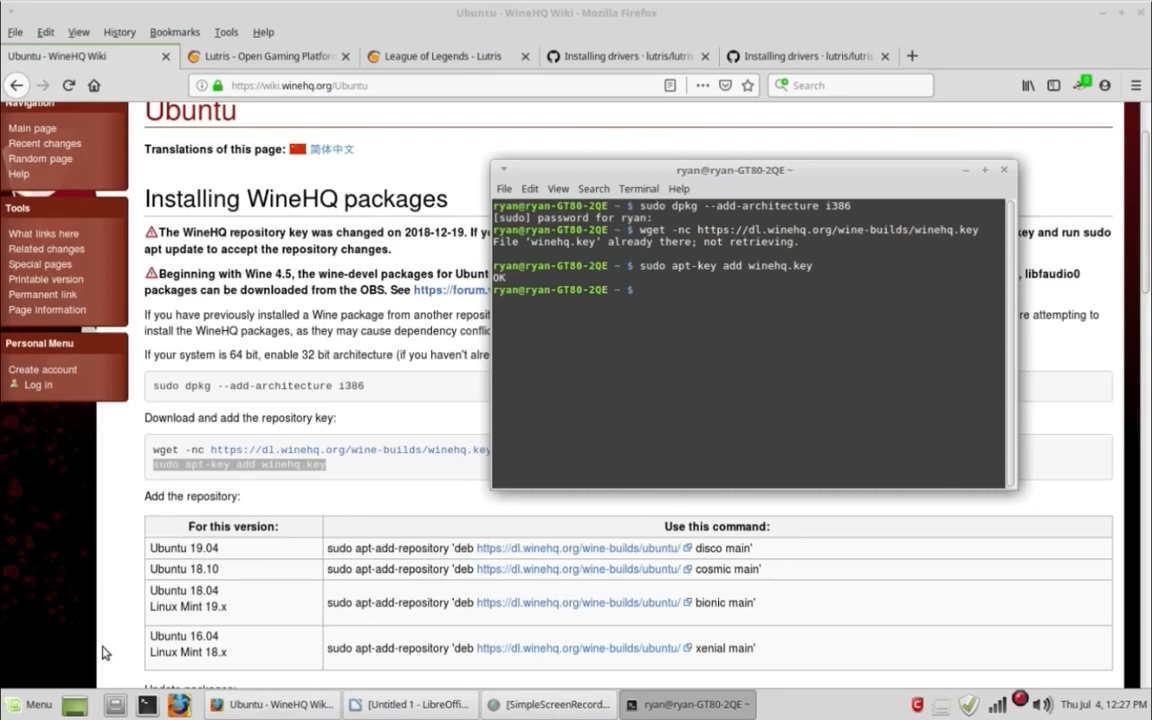 Ubuntu - WineHQ Wiki - Mozilla Firefox
File Edit View History Bookmarks Tools Help
Ubuntu - WineHQ Wiki
Lutris - Open Gaming Platform
League of Legends - Lutris
Installing drivers · lutris/lutris
Installing drivers · lutris/lutris
https://wiki.winehq.org/Ubuntu
Search
Navigation
Main page
Recent changes
Random page
Help
Tools
What links here
Related changes
Special pages
Printable version
Permanent link
Page information
Personal Menu
Create account
Log in
Ubuntu
Translations of this page: 简体中文
Installing WineHQ packages
The WineHQ repository key was changed on 2018-12-19. If y
key and run sudo
apt update to accept the repository changes.
Beginning with Wine 4.5, the wine-devel packages for Ubunt
, libfaudio0
packages can be downloaded from the OBS. See https://forum.
If you have previously installed a Wine package from another reposit
re attempting to
install the WineHQ packages, as they may cause dependency conflic
If your system is 64 bit, enable 32 bit architecture (if you haven't alre
sudo dpkg --add-architecture i386
Download and add the repository key:
wget -nc https://dl.winehq.org/wine-builds/winehq.key
sudo apt-key add winehq.key
Add the repository:
For this version: Use this command:
Ubuntu 19.04 sudo apt-add-repository 'deb https://dl.winehq.org/wine-builds/ubuntu/ disco main'
Ubuntu 18.10 sudo apt-add-repository 'deb https://dl.winehq.org/wine-builds/ubuntu/ cosmic main'
Ubuntu 18.04
Linux Mint 19.x
sudo apt-add-repository 'deb https://dl.winehq.org/wine-builds/ubuntu/ bionic main'
Ubuntu 16.04
Linux Mint 18.x
sudo apt-add-repository 'deb https://dl.winehq.org/wine-builds/ubuntu/ xenial main'
ryan@ryan-GT80-2QE ~
File Edit View Search Terminal Help
ryan@ryan-GT80-2QE ~ $ sudo dpkg --add-architecture i386
[sudo] password for ryan:
ryan@ryan-GT80-2QE ~ $ wget -nc https://dl.winehq.org/wine-builds/winehq.key
File ‘winehq.key’ already there; not retrieving.
ryan@ryan-GT80-2QE ~ $ sudo apt-key add winehq.key
OK
ryan@ryan-GT80-2QE ~ $
Menu
Ubuntu - WineHQ Wik...
[Untitled 1 - LibreOffi...
[SimpleScreenRecord...
ryan@ryan-GT80-2QE ~
Thu Jul 4, 12:27 PM